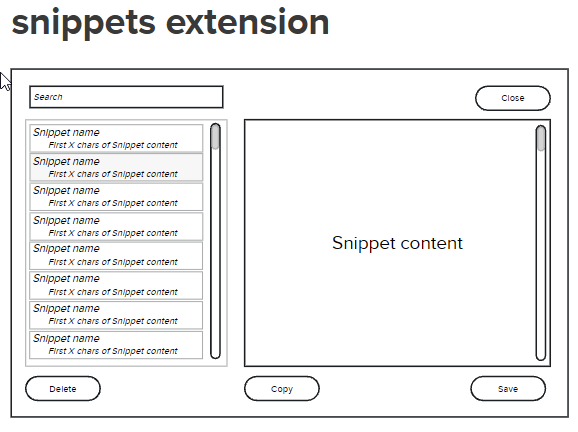 snippets extension
Search
Close
Snippet name
First X chars of Snippet content
Snippet name
First X chars of Snippet content
Snippet name
First X chars of Snippet content
Snippet name
First X chars of Snippet content
Snippet name
First X chars of Snippet content
Snippet name
First X chars of Snippet content
Snippet name
First X chars of Snippet content
Snippet name
First X chars of Snippet content
Snippet content
Delete
Copy
Save